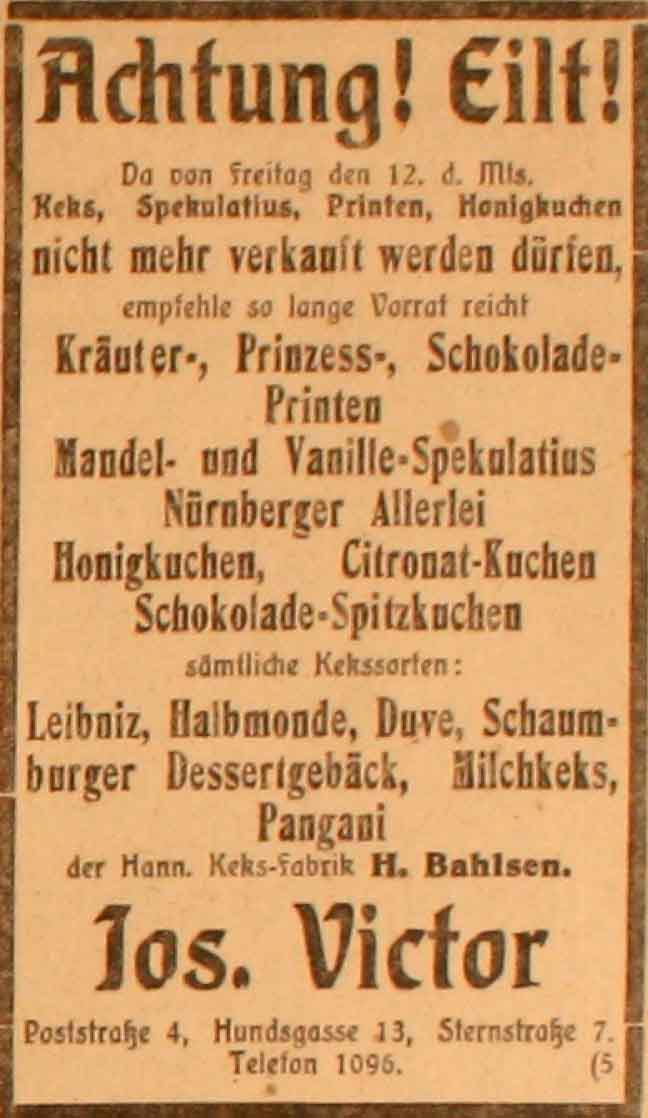 Achtung! Eilt!
Da von Freitag den 12. d. Mts.
Keks, Spekulatius, Printen, Honigkuchen
nicht mehr verkauft werden dürfen,
empfehle so lange Vorrat reicht
Kräuter-, Prinzess-, Schokolade-
Printen
Mandel- und Vanille-Spekulatius
Nürnberger Allerlei
Honigkuchen, Citronat-Kuchen
Schokolade-Spitzkuchen
sämtliche Kekssorten:
Leibniz, Halbmonde, Duve, Schaum-
burger Dessertgebäck, Milchkeks,
Pangani
der Hann. Keks-Fabrik H. Bahlsen.
Jos. Victor
Poststraße 4, Hundsgasse 13, Sternstraße 7.
Telefon 1096. (5